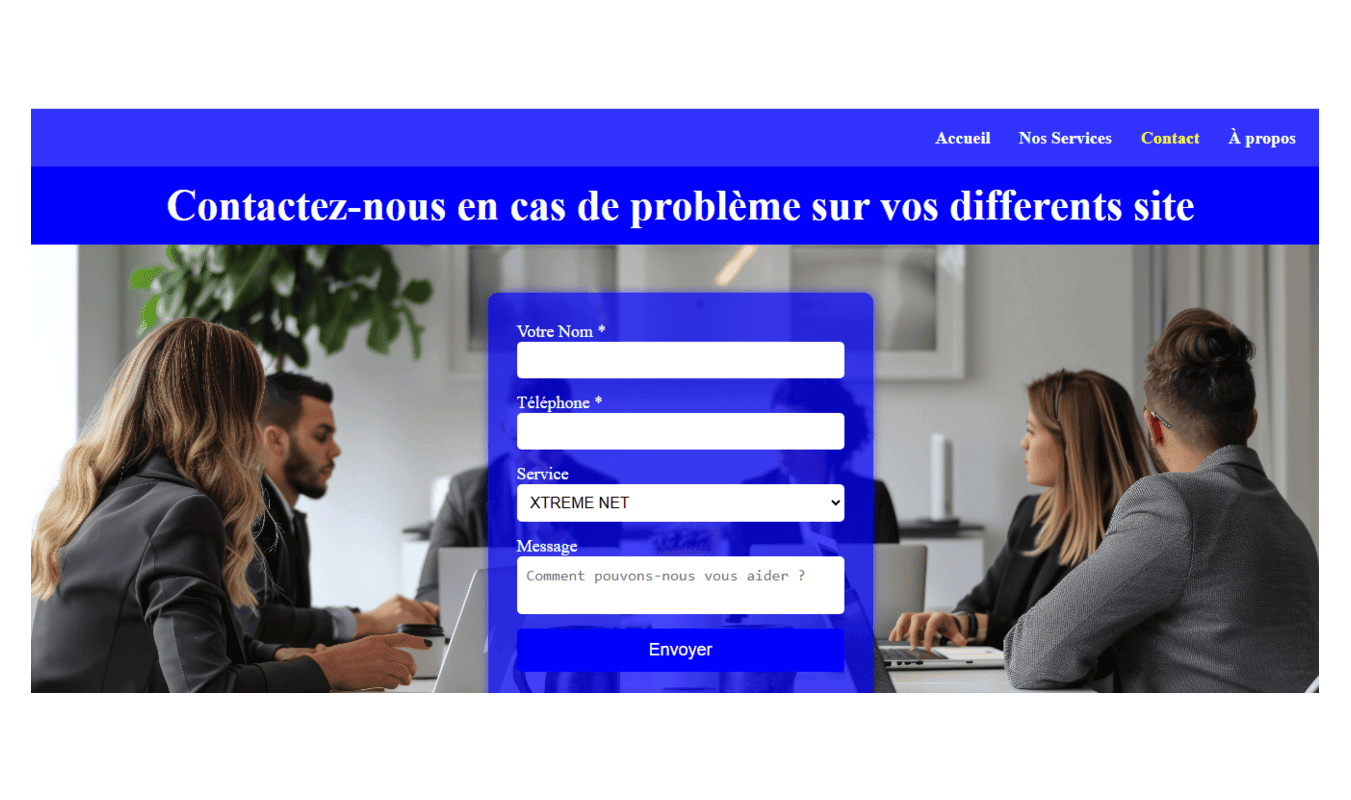 Accueil Nos Services Contact À propos
Contactez-nous en cas de problème sur vos differents site
Votre Nom *
Téléphone *
Service
XTREME NET
Message
Comment pouvons-nous vous aider ?
Envoyer